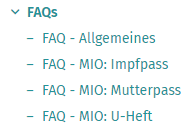 FAQs
– FAQ - Allgemeines
– FAQ - MIO: Impfpass
– FAQ - MIO: Mutterpass
– FAQ - MIO: U-Heft